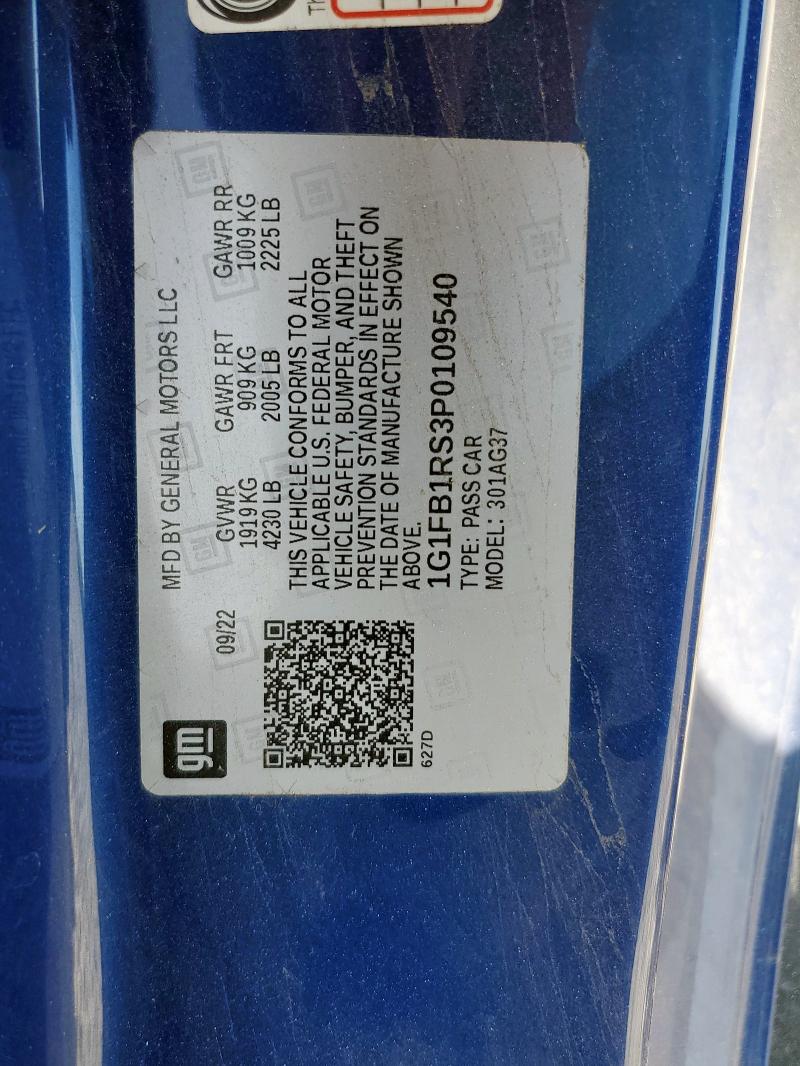 TH
gm
09/22
MFD BY GENERAL MOTORS LLC
GVWR GAWR FRT GAWR RR
1919 KG 909 KG 1009 KG
4230 LB 2005 LB 2225 LB
THIS VEHICLE CONFORMS TO ALL
APPLICABLE U.S. FEDERAL MOTOR
VEHICLE SAFETY, BUMPER, AND THEFT
PREVENTION STANDARDS IN EFFECT ON
THE DATE OF MANUFACTURE SHOWN
ABOVE.
1G1FB1RS3P0109540
TYPE: PASS CAR
MODEL: 301AG37
627D